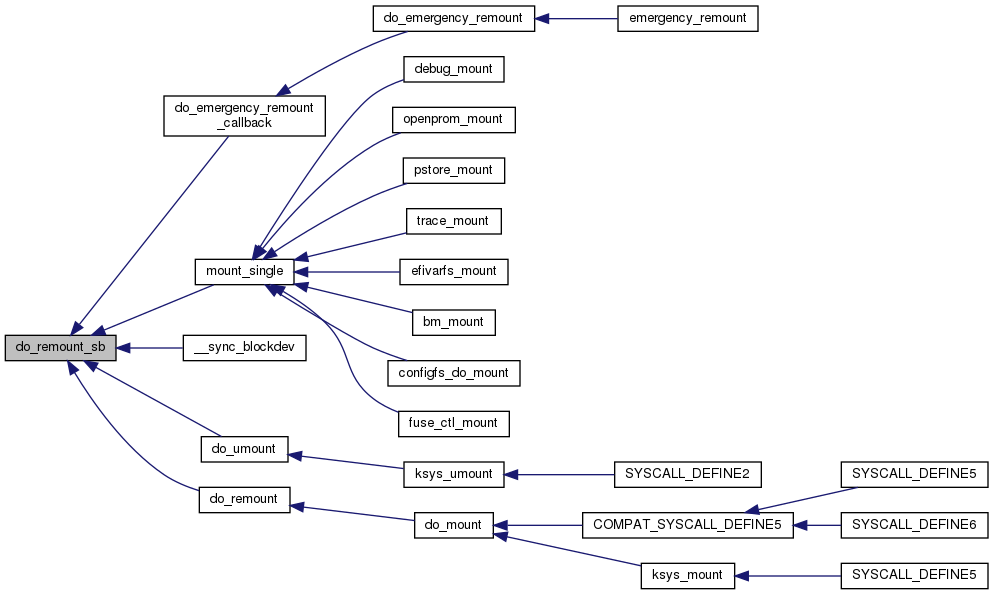 do_emergency_remount
emergency_remount
debug_mount
do_emergency_remount
_callback
openprom_mount
pstore_mount
trace_mount
mount_single
efivarfs_mount
bm_mount
do_remount_sb
__sync_blockdev
configfs_do_mount
fuse_ctl_mount
do_umount
ksys_umount
SYSCALL_DEFINE2
SYSCALL_DEFINE5
do_remount
do_mount
COMPAT_SYSCALL_DEFINE5
SYSCALL_DEFINE6
ksys_mount
SYSCALL_DEFINE5